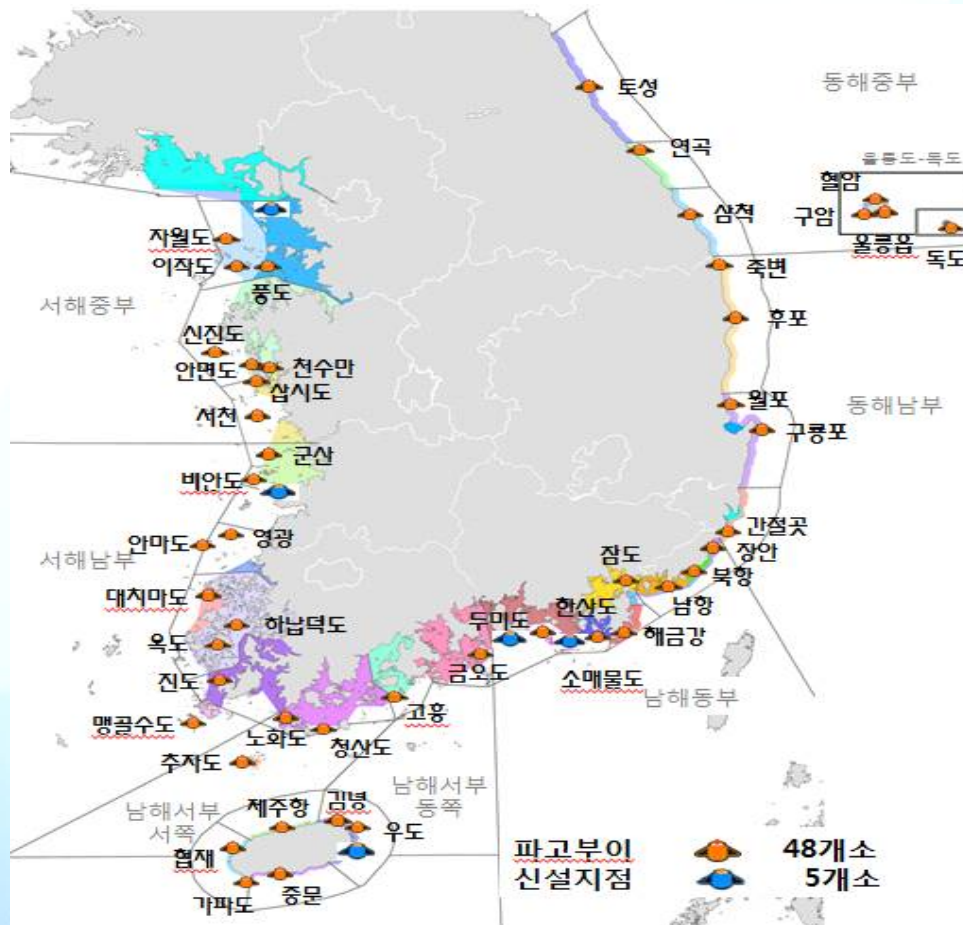 토성
동해중부
연곡
울릉도-독도
혈암
구암
삼척
울릉읍
독도
자월도
이작도
풍도
죽변
서해중부
후포
신진도
안면도
천수만
삽시도
서천
월포
동해남부
구룡포
군산
비안도
간절곶
안마도
영광
장안
서해남부
잠도
북항
대치마도
남항
하납덕도
두미도
한산도
해금강
옥도
금오도
소매물도
진도
남해동부
고흥
맹골수도
노화도
청산도
추자도
남해서부
서쪽
남해서부
동쪽
제주항
김녕
우도
협재
가파도
중문
파고부이 48개소
신설지점 5개소